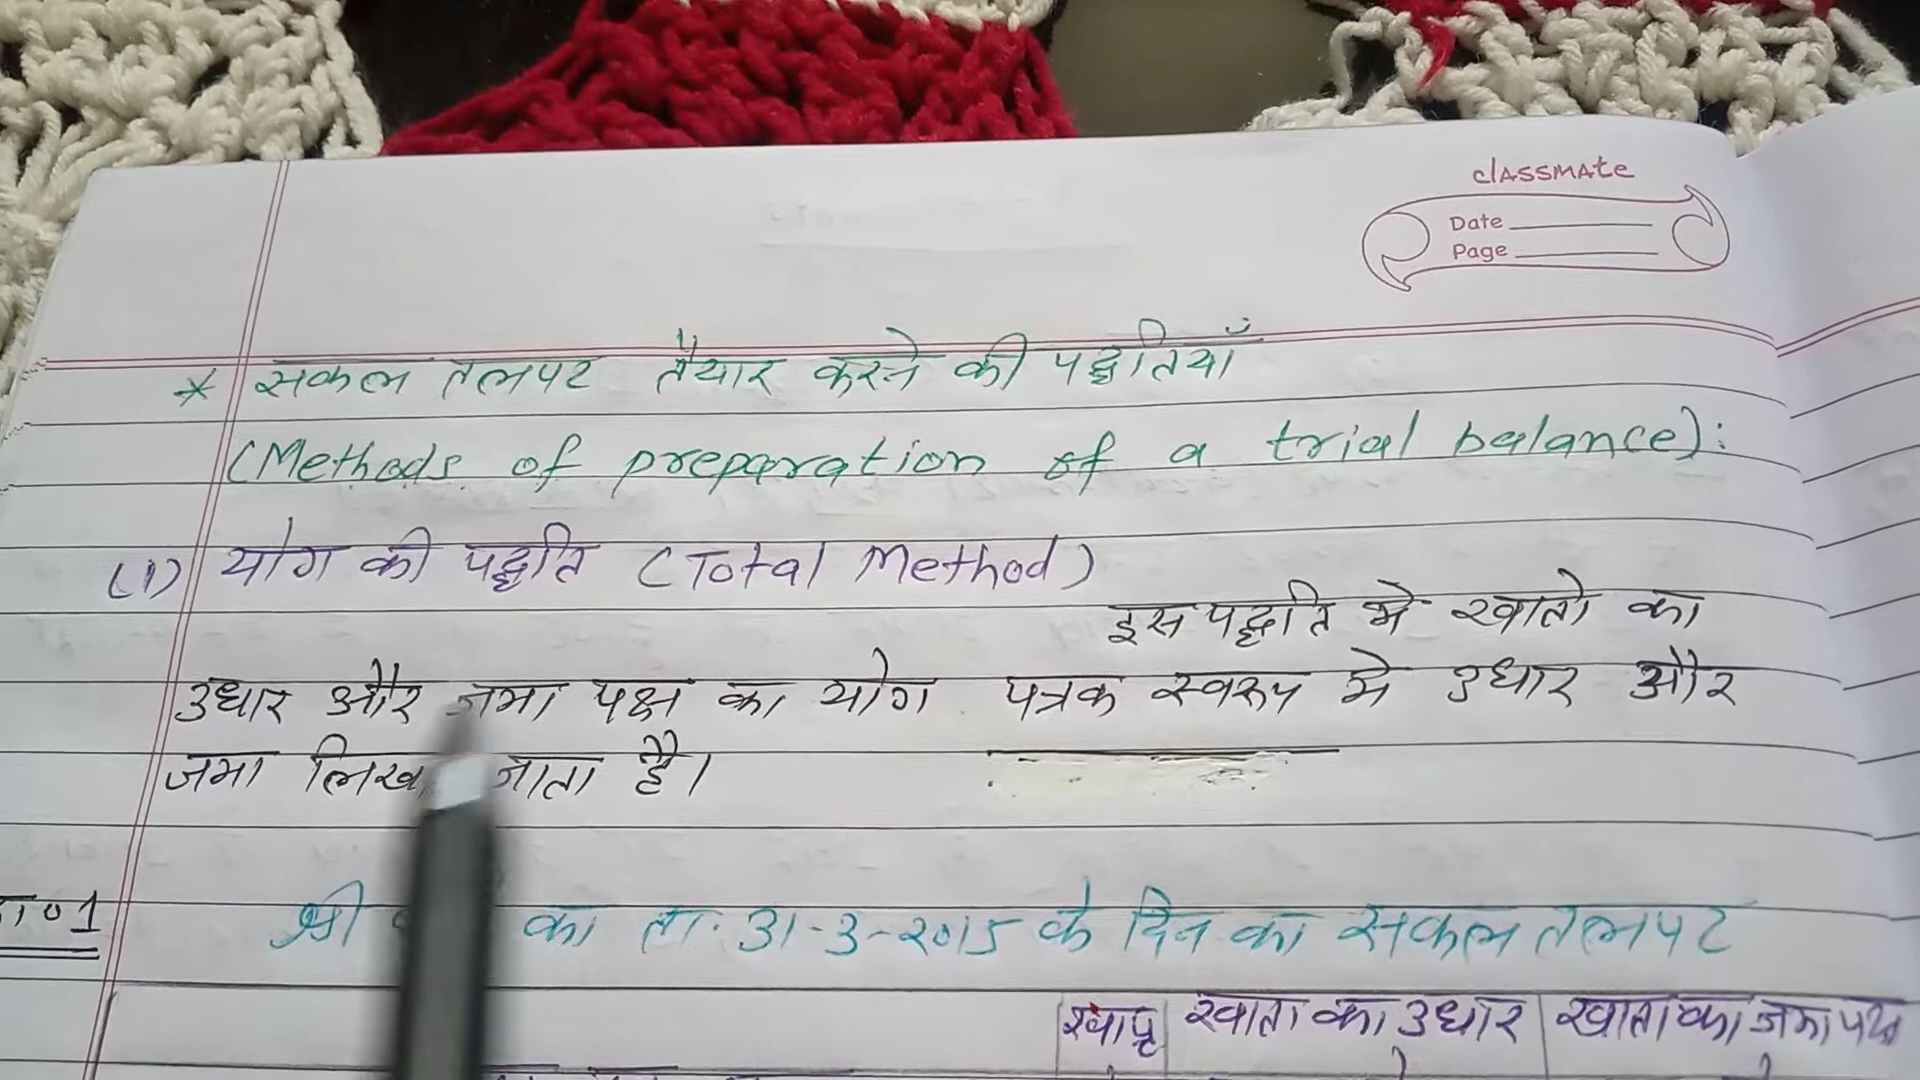 classmate
Date
Page
* सकल तलपट तैयार करने की पद्धतियाँ
(Methods of preparation of a trial balance):
(1) योग की पद्धति (Total Method)
इस पद्धति मे खातो का
उधार और जमा पक्ष का योग पत्रक स्वरूप मे उधार और
जमा लिखा जाता है।
श्री का ता. 31-3-2015 के दिन का सकल तलपट
खापृ खाता का उधार खाता का जमा पक्ष